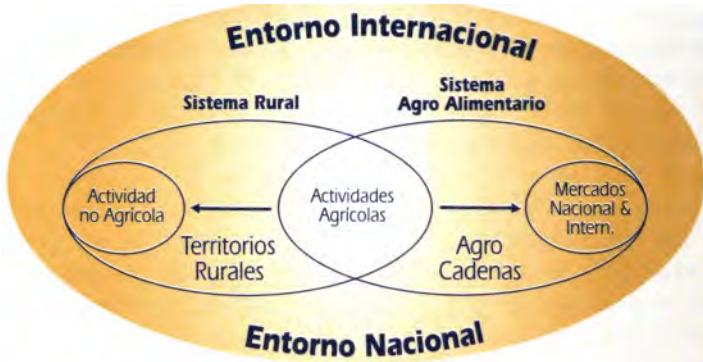 Entorno Internacional
Sistema Rural
Sistema
Agro Alimentario
Actividad
no Agrícola
Actividades
Agrícolas
Mercados
Nacional &
Intern.
Territorios
Rurales
Agro
Cadenas
Entorno Nacional